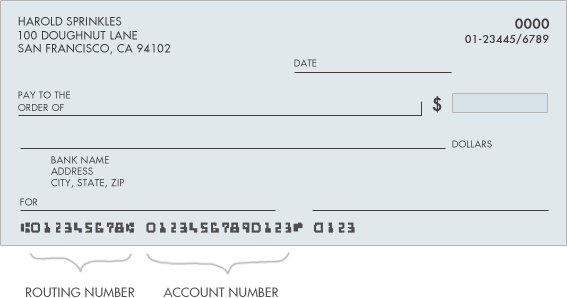 HAROLD SPRINKLES
100 DOUGHNUT LANE
SAN FRANCISCO, CA 94102
0000
01-23445/6789
DATE
PAY TO THE
ORDER OF
$
DOLLARS
BANK NAME
ADDRESS
CITY, STATE, ZIP
FOR
⑆012345678⑆ 01234567890123⑈ 0123
ROUTING NUMBER ACCOUNT NUMBER